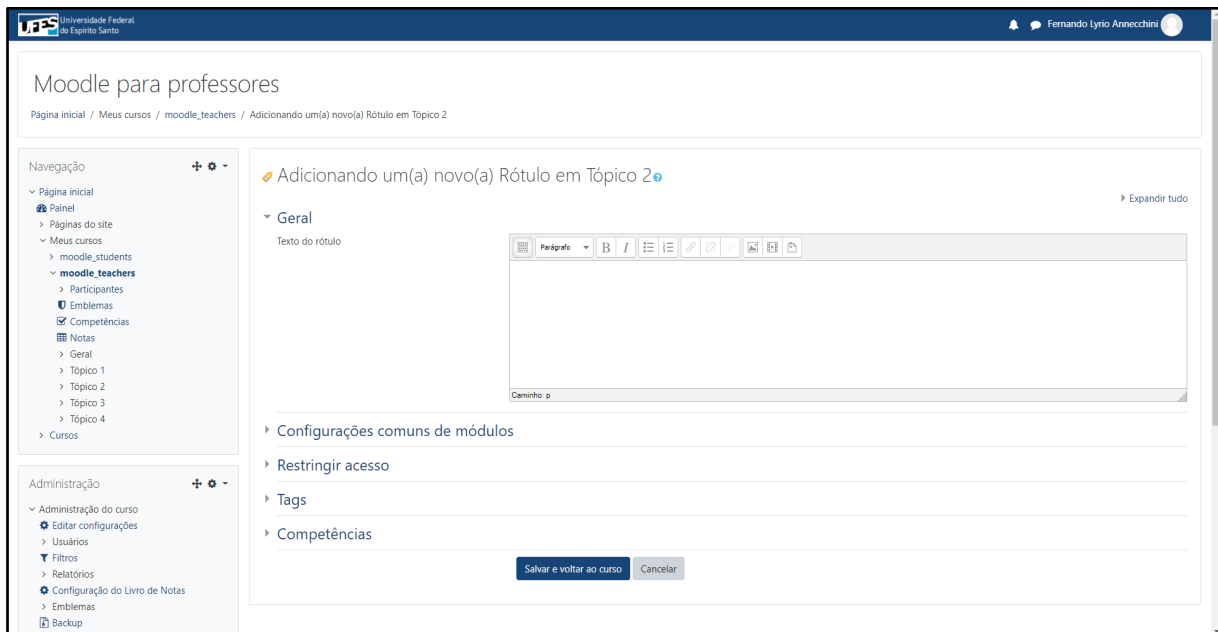 UFES Universidade Federal
do Espírito Santo
Fernando Lyrio Annecchini
Moodle para professores
Página inicial / Meus cursos / moodle_teachers / Adicionando um(a) novo(a) Rótulo em Tópico 2
Navegação
Página inicial
Painel
Páginas do site
Meus cursos
moodle_students
moodle_teachers
Participantes
Emblemas
Competências
Notas
Geral
Tópico 1
Tópico 2
Tópico 3
Tópico 4
Cursos
Administração
Administração do curso
Editar configurações
Usuários
Filtros
Relatórios
Configuração do Livro de Notas
Emblemas
Backup
Adicionando um(a) novo(a) Rótulo em Tópico 2
Expandir tudo
Geral
Texto do rótulo
Parágrafo B I
Caminho: p
Configurações comuns de módulos
Restringir acesso
Tags
Competências
Salvar e voltar ao curso Cancelar